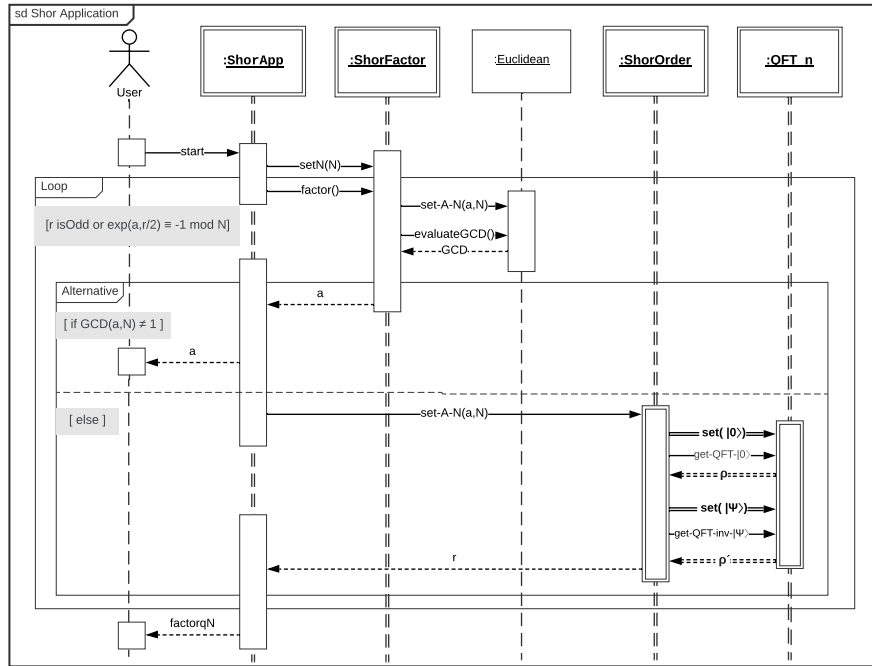 sd Shor Application
:ShorApp
:ShorFactor
:Euclidean
:ShorOrder
:QFT_n
User
start
setN(N)
Loop
factor()
set-A-N(a,N)
[r isOdd or exp(a,r/2) ≡ -1 mod N]
evaluateGCD()
GCD
Alternative
a
[ if GCD(a,N) ≠ 1 ]
a
[ else ]
set-A-N(a,N)
set( |0⟩)
get-QFT-|0⟩
ρ
set( |Ψ⟩)
get-QFT-inv-|Ψ⟩
r
ρ´
factorqN